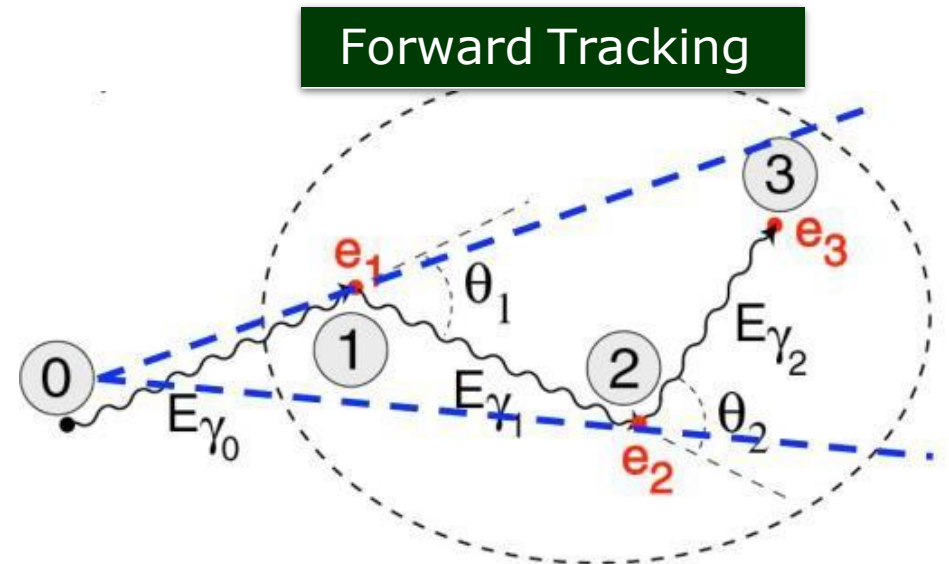 Forward Tracking
3
e₁
e₃
θ₁
0
1
2
Eγ₂
Eγ₀
Eγ₁
θ₂
e₂